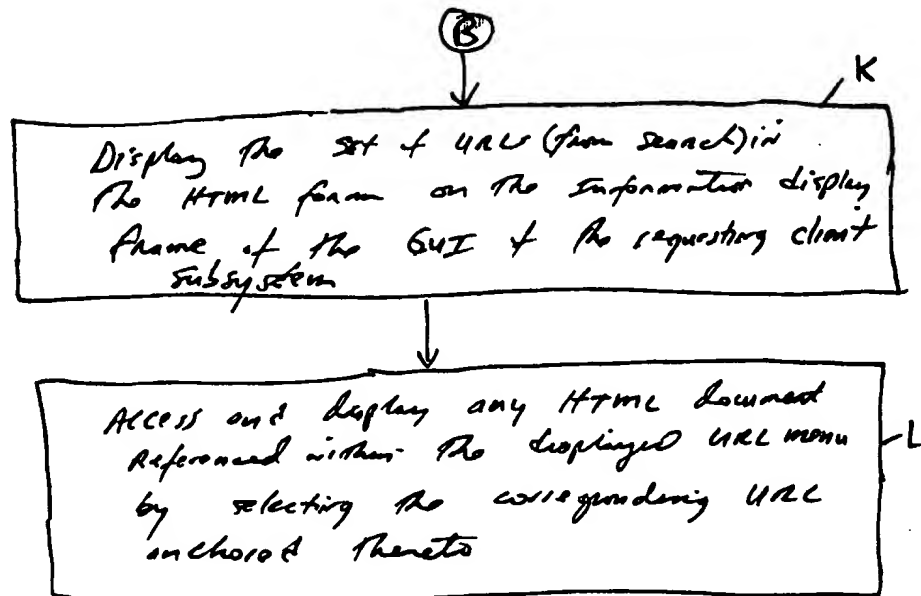 B
K
Display the set of URLs (from search) in
the HTML form on the Information display
frame of the GUI of the requesting client
subsystem
Access and display any HTML document
Referenced within the displayed URL menu
L
by selecting the corresponding URL
anchored thereto